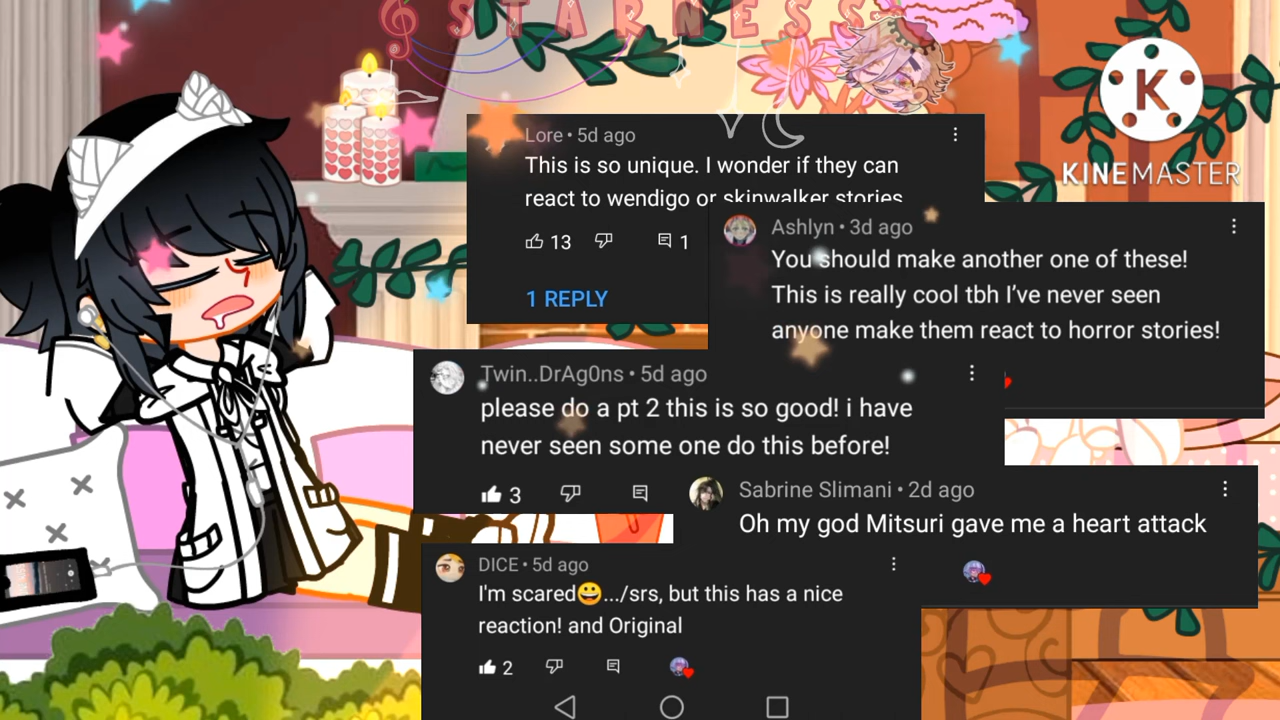 STARNESS
K
KINEMASTER
Lore • 5d ago
This is so unique. I wonder if they can
react to wendigo or skinwalker stories
13
1
1 REPLY
Ashlyn • 3d ago
You should make another one of these!
This is really cool tbh I've never seen
anyone make them react to horror stories!
Twin..DrAg0ns • 5d ago
please do a pt 2 this is so good! i have
never seen some one do this before!
3
Sabrine Slimani • 2d ago
Oh my god Mitsuri gave me a heart attack
DICE • 5d ago
I'm scared😀.../srs, but this has a nice
reaction! and Original
2